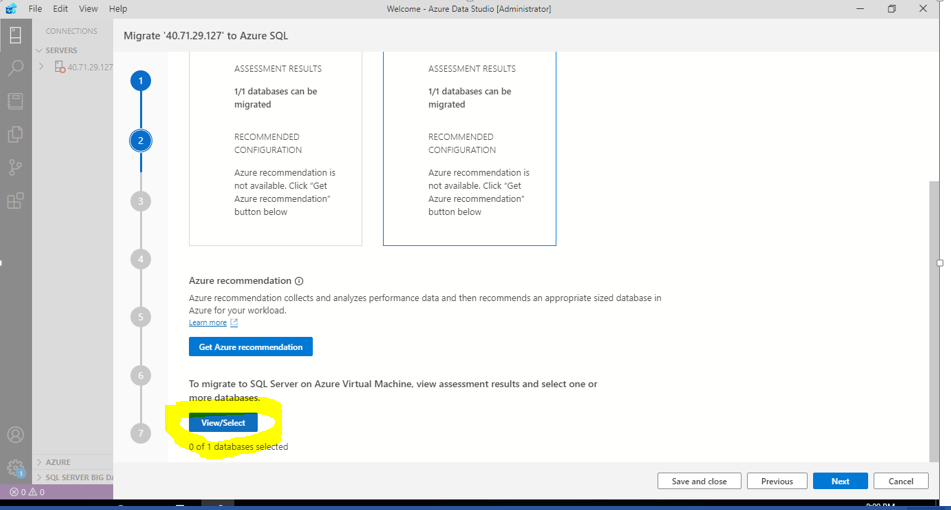 File Edit View Help
Welcome - Azure Data Studio [Administrator]
CONNECTIONS
SERVERS
40.71.29.127
Migrate '40.71.29.127' to Azure SQL
1
2
3
4
5
6
7
ASSESSMENT RESULTS
1/1 databases can be
migrated
RECOMMENDED
CONFIGURATION
Azure recommendation is
not available. Click "Get
Azure recommendation"
button below
ASSESSMENT RESULTS
1/1 databases can be
migrated
RECOMMENDED
CONFIGURATION
Azure recommendation is
not available. Click "Get
Azure recommendation"
button below
Azure recommendation
Azure recommendation collects and analyzes performance data and then recommends an appropriate sized database in
Azure for your workload.
Learn more
Get Azure recommendation
To migrate to SQL Server on Azure Virtual Machine, view assessment results and select one or
more databases.
View/Select
0 of 1 databases selected
AZURE
SQL SERVER BIG DA
1
0 0
Save and close
Previous
Next
Cancel